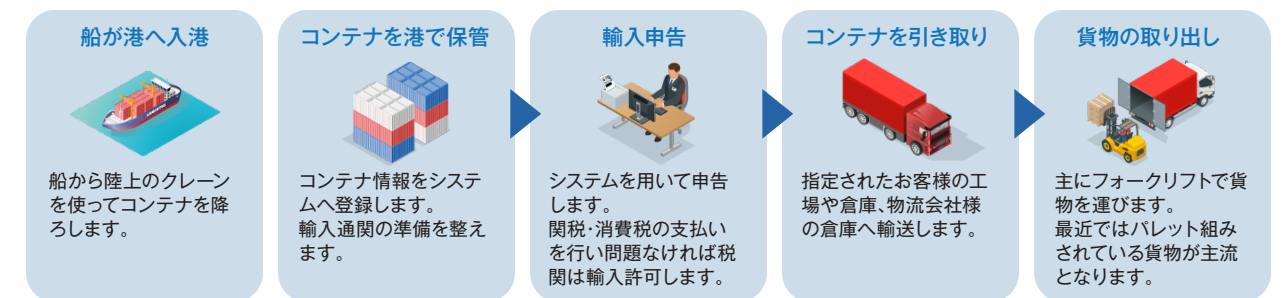 船が港へ入港
船から陸上のクレーン
を使ってコンテナを降
ろします。
コンテナを港で保管
コンテナ情報をシステ
ムへ登録します。
輸入通関の準備を整え
ます。
輸入申告
システムを用いて申告
します。
関税・消費税の支払い
を行い問題なければ税
関は輸入許可します。
コンテナを引き取り
指定されたお客様の工
場や倉庫、物流会社様
の倉庫へ輸送します。
貨物の取り出し
主にフォークリフトで貨
物を運びます。
最近ではパレット組み
されている貨物が主流
となります。